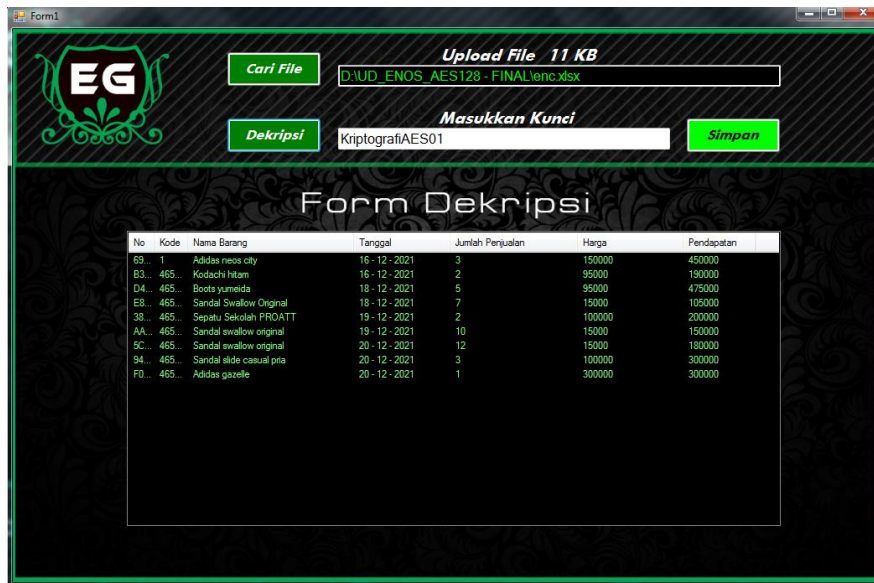 Form1
EG
Cari File
Upload File 11 KB
D:\UD_ENOS_AES128 - FINAL\enc.xlsx
Dekripsi
Masukkan Kunci
KriptografiAES01
Simpan
Form Dekripsi
No Kode Nama Barang Tanggal Jumlah Penjualan Harga Pendapatan
69... 1 Adidas neos city 16 - 12 - 2021 3 150000 450000
B3... 465... Kodachi hitam 16 - 12 - 2021 2 95000 190000
D4... 465... Boots yumeida 18 - 12 - 2021 5 95000 475000
E8... 465... Sandal Swallow Original 18 - 12 - 2021 7 15000 105000
38... 465... Sepatu Sekolah PROATT 19 - 12 - 2021 2 100000 200000
AA... 465... Sandal swallow original 19 - 12 - 2021 10 15000 150000
5C... 465... Sandal swallow original 20 - 12 - 2021 12 15000 180000
94... 465... Sandal slide casual pria 20 - 12 - 2021 3 100000 300000
F0... 465... Adidas gazelle 20 - 12 - 2021 1 300000 300000